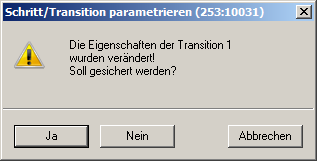 Schritt/Transition parametrieren (253:10031)
Die Eigenschaften der Transition 1
wurden verändert!
Soll gesichert werden?
Ja
Nein
Abbrechen